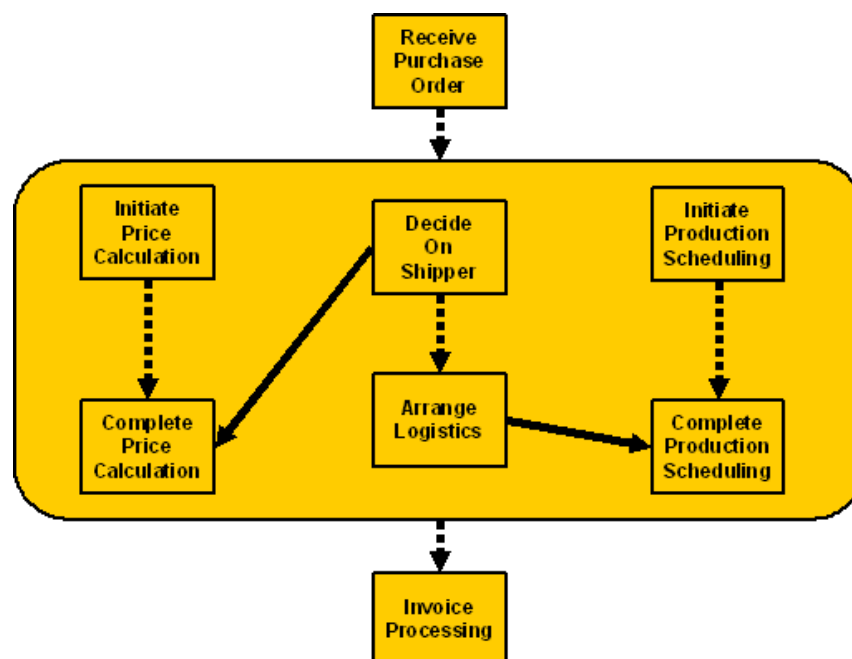 Receive
Purchase
Order
Initiate
Price
Calculation
Decide
On
Shipper
Initiate
Production
Scheduling
Complete
Price
Calculation
Arrange
Logistics
Complete
Production
Scheduling
Invoice
Processing